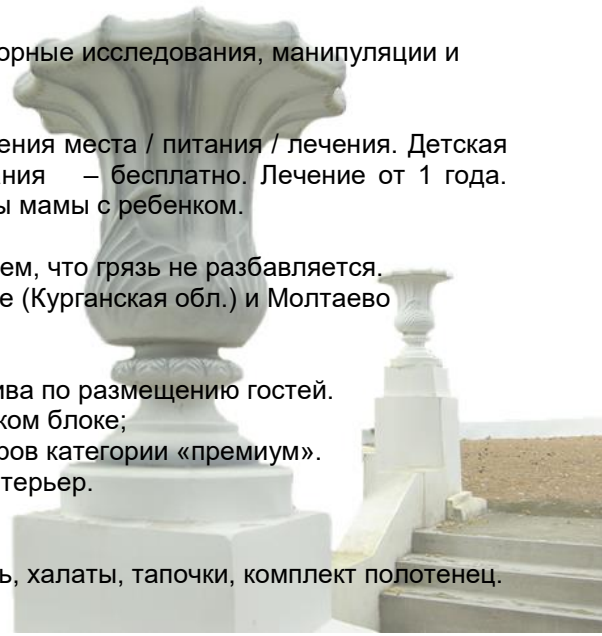 орные исследования, манипуляции и
ения места / питания / лечения. Детская
ния – бесплатно. Лечение от 1 года.
ы мамы с ребенком.
ем, что грязь не разбавляется.
е (Курганская обл.) и Молтаево
ива по размещению гостей.
ком блоке;
ров категории «премиум».
терьер.
ь, халаты, тапочки, комплект полотенец.